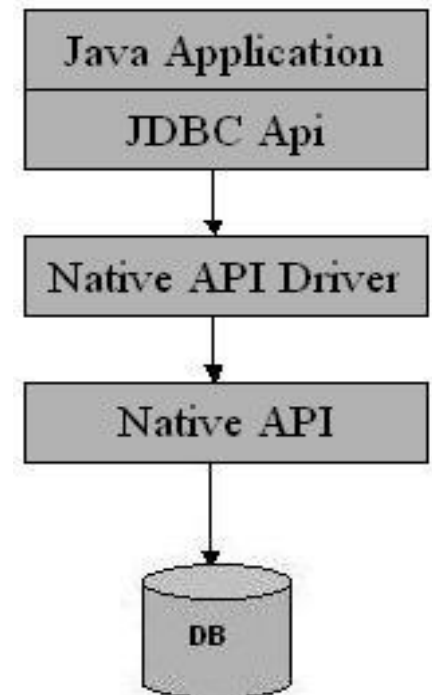 Java Application
JDBC Api
Native API Driver
Native API
DB